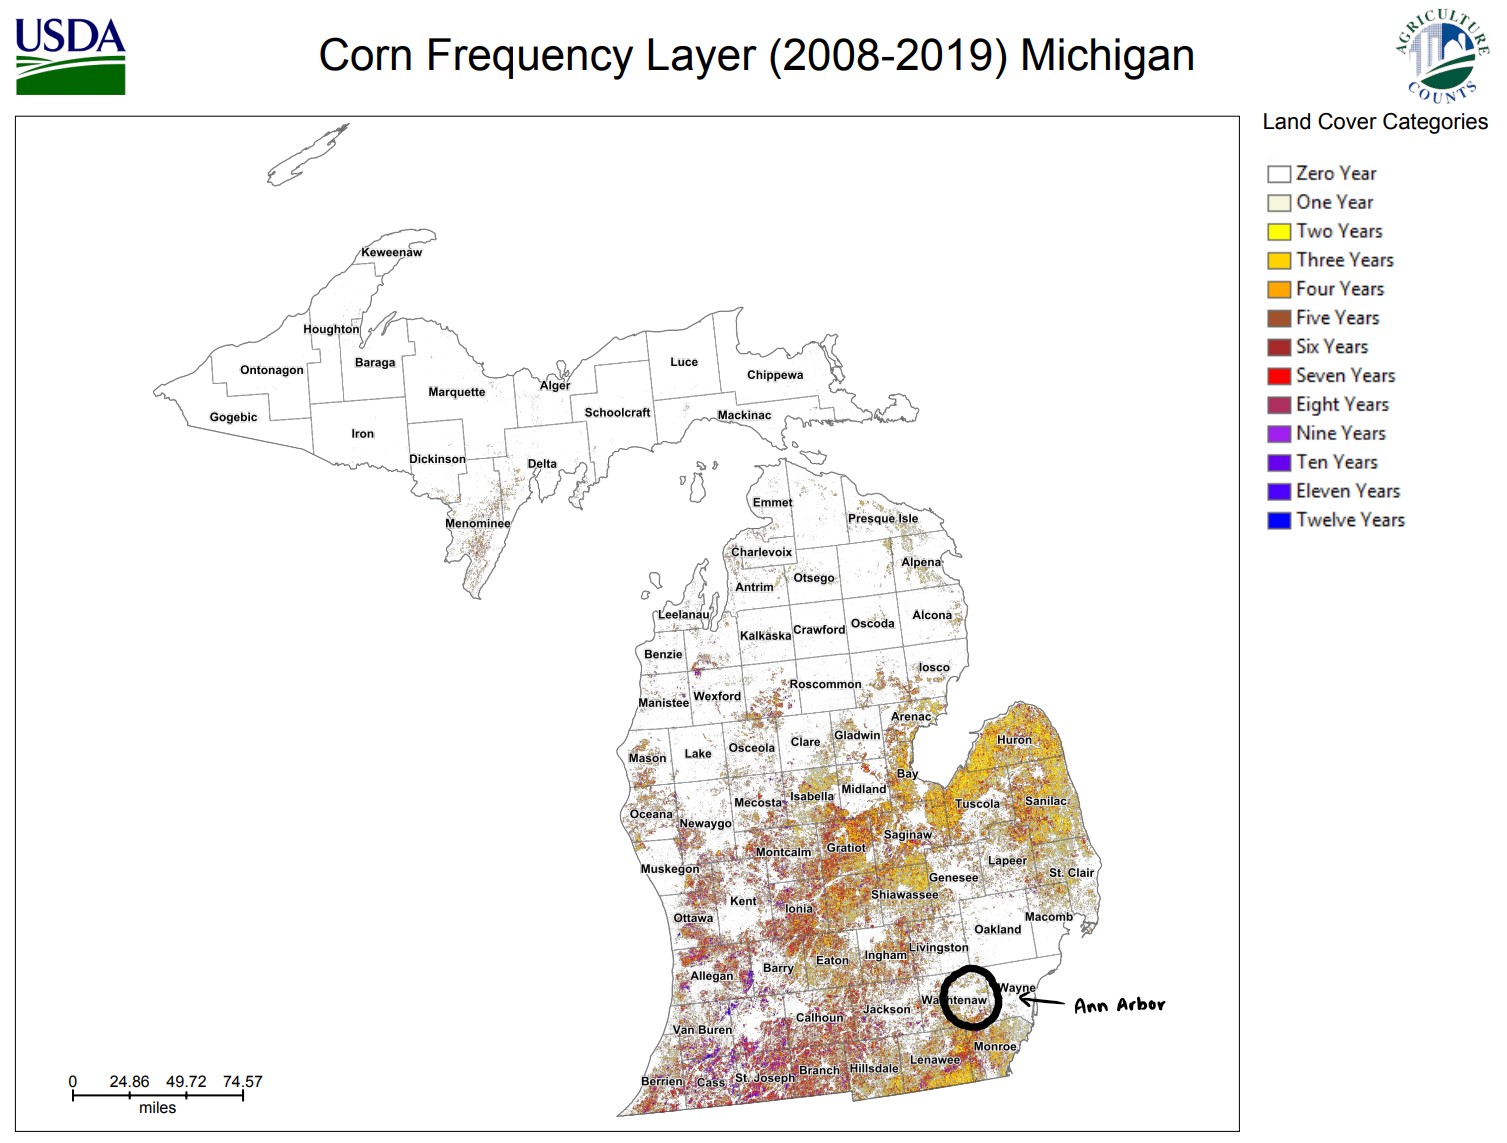 USDA
Corn Frequency Layer (2008-2019) Michigan
AGRICULTURE
COUNTS
Land Cover Categories
Zero Year
One Year
Two Years
Three Years
Four Years
Five Years
Six Years
Seven Years
Eight Years
Nine Years
Ten Years
Eleven Years
Twelve Years
Keweenaw
Houghton
Ontonagon
Baraga
Gogebic
Marquette
Alger
Luce
Chippewa
Iron
Schoolcraft
Mackinac
Dickinson
Delta
Menominee
Emmet
Presque Isle
Charlevoix
Antrim
Otsego
Alpena
Leelanau
Kalkaska
Crawford
Oscoda
Alcona
Benzie
Manistee
Wexford
Roscommon
Iosco
Arenac
Mason
Lake
Osceola
Clare
Gladwin
Huron
Bay
Oceana
Newaygo
Mecosta
Isabella
Midland
Tuscola
Sanilac
Saginaw
Muskegon
Montcalm
Gratiot
Lapeer
St. Clair
Genesee
Shiawassee
Ottawa
Kent
Ionia
Macomb
Oakland
Allegan
Barry
Eaton
Ingham
Livingston
Washtenaw
Wayne
Ann Arbor
Van Buren
Calhoun
Jackson
Monroe
Lenawee
Berrien
Cass
St. Joseph
Branch
Hillsdale
0 24.86 49.72 74.57
miles